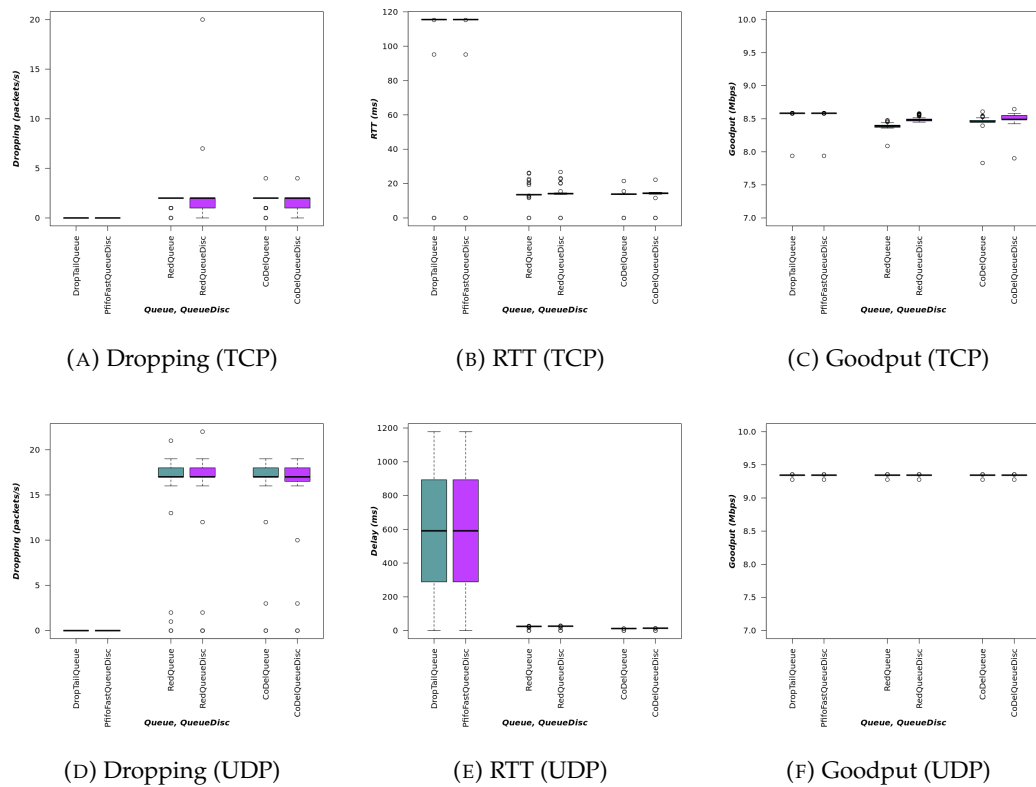 Dropping (packets/s)
20
15
10
5
0
DropTailQueue
PfifoFastQueueDisc
RedQueue
RedQueueDisc
CoDelQueue
CoDelQueueDisc
Queue, QueueDisc
(A) Dropping (TCP)
RTT (ms)
120
100
80
60
40
20
0
DropTailQueue
PfifoFastQueueDisc
RedQueue
RedQueueDisc
CoDelQueue
CoDelQueueDisc
Queue, QueueDisc
(B) RTT (TCP)
Goodput (Mbps)
10.0
9.5
9.0
8.5
8.0
7.5
7.0
DropTailQueue
PfifoFastQueueDisc
RedQueue
RedQueueDisc
CoDelQueue
CoDelQueueDisc
Queue, QueueDisc
(C) Goodput (TCP)
Dropping (packets/s)
20
15
10
5
0
DropTailQueue
PfifoFastQueueDisc
RedQueue
RedQueueDisc
CoDelQueue
CoDelQueueDisc
Queue, QueueDisc
(D) Dropping (UDP)
Delay (ms)
1200
1000
800
600
400
200
0
DropTailQueue
PfifoFastQueueDisc
RedQueue
RedQueueDisc
CoDelQueue
CoDelQueueDisc
Queue, QueueDisc
(E) RTT (UDP)
Goodput (Mbps)
10.0
9.5
9.0
8.5
8.0
7.5
7.0
DropTailQueue
PfifoFastQueueDisc
RedQueue
RedQueueDisc
CoDelQueue
CoDelQueueDisc
Queue, QueueDisc
(F) Goodput (UDP)